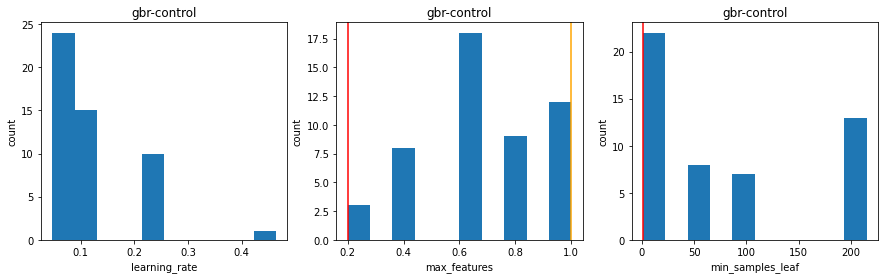 gbr-control
count
25
20
15
10
5
0
0.1 0.2 0.3 0.4
learning_rate
gbr-control
count
17.5
15.0
12.5
10.0
7.5
5.0
2.5
0.0
0.2 0.4 0.6 0.8 1.0
max_features
gbr-control
count
20
15
10
5
0
0 50 100 150 200
min_samples_leaf